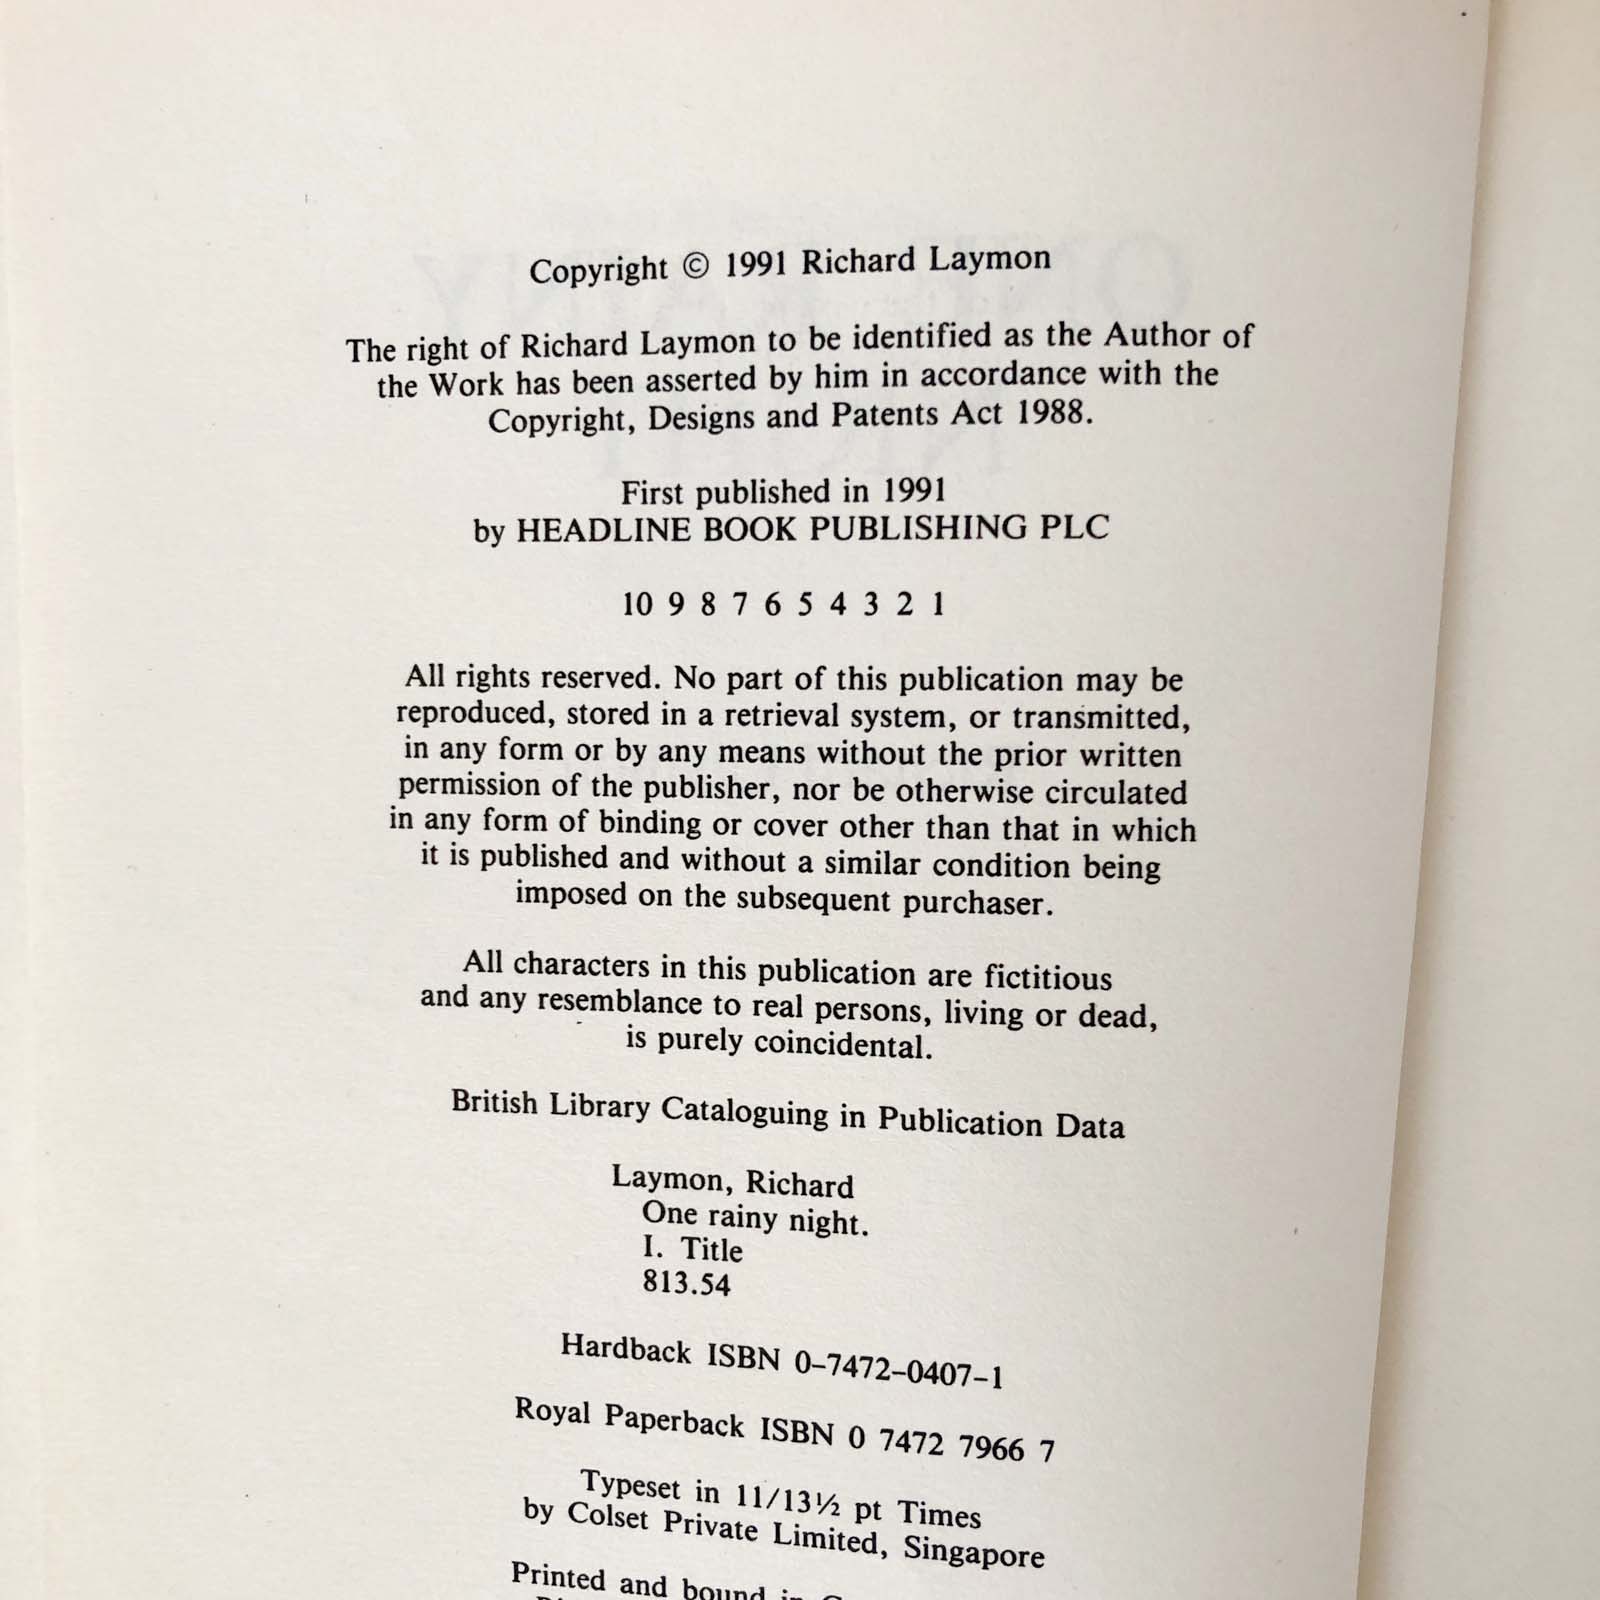 Copyright © 1991 Richard Laymon
The right of Richard Laymon to be identified as the Author of
the Work has been asserted by him in accordance with the
Copyright, Designs and Patents Act 1988.
First published in 1991
by HEADLINE BOOK PUBLISHING PLC
10 9 8 7 6 5 4 3 2 1
All rights reserved. No part of this publication may be
reproduced, stored in a retrieval system, or transmitted,
in any form or by any means without the prior written
permission of the publisher, nor be otherwise circulated
in any form of binding or cover other than that in which
it is published and without a similar condition being
imposed on the subsequent purchaser.
All characters in this publication are fictitious
and any resemblance to real persons, living or dead,
is purely coincidental.
British Library Cataloguing in Publication Data
Laymon, Richard
One rainy night.
I. Title
813.54
Hardback ISBN 0-7472-0407-1
Royal Paperback ISBN 0 7472 7966 7
Typeset in 11/13½ pt Times
by Colset Private Limited, Singapore
Printed and bound in